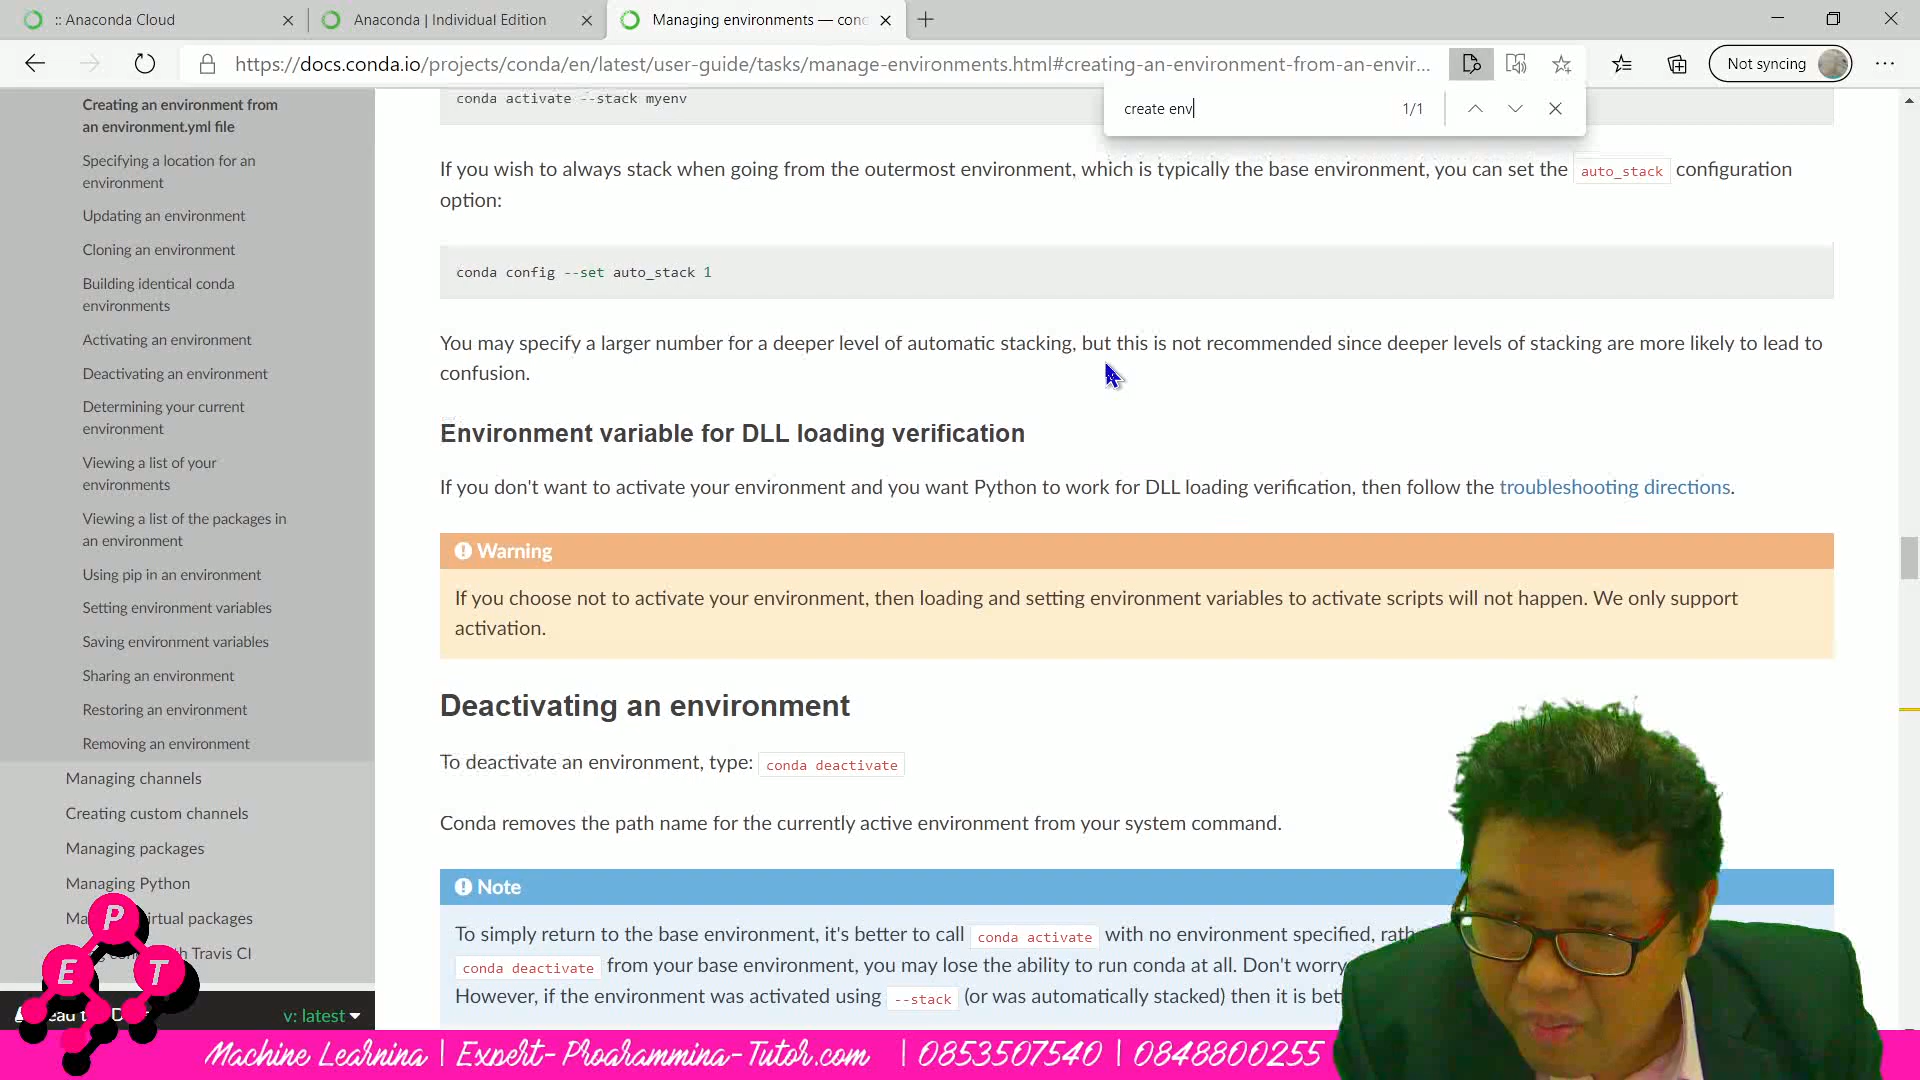 :: Anaconda Cloud
Anaconda | Individual Edition
Managing environments — conc
https://docs.conda.io/projects/conda/en/latest/user-guide/tasks/manage-environments.html#creating-an-environment-from-an-envir...
Not syncing
create env
1/1
Creating an environment from
an environment.yml file
Specifying a location for an
environment
Updating an environment
Cloning an environment
Building identical conda
environments
Activating an environment
Deactivating an environment
Determining your current
environment
Viewing a list of your
environments
Viewing a list of the packages in
an environment
Using pip in an environment
Setting environment variables
Saving environment variables
Sharing an environment
Restoring an environment
Removing an environment
Managing channels
Creating custom channels
Managing packages
Managing Python
irtual packages
h Travis CI
v: latest
conda activate --stack myenv
If you wish to always stack when going from the outermost environment, which is typically the base environment, you can set the auto_stack configuration
option:
conda config --set auto_stack 1
You may specify a larger number for a deeper level of automatic stacking, but this is not recommended since deeper levels of stacking are more likely to lead to
confusion.
Environment variable for DLL loading verification
If you don't want to activate your environment and you want Python to work for DLL loading verification, then follow the troubleshooting directions.
Warning
If you choose not to activate your environment, then loading and setting environment variables to activate scripts will not happen. We only support
activation.
Deactivating an environment
To deactivate an environment, type: conda deactivate
Conda removes the path name for the currently active environment from your system command.
Note
To simply return to the base environment, it's better to call conda activate with no environment specified, rath
conda deactivate from your base environment, you may lose the ability to run conda at all. Don't worry
However, if the environment was activated using --stack (or was automatically stacked) then it is bet
P
E T
Machine Learning | Expert-Programming-Tutor.com | 0853507540 | 0848800255